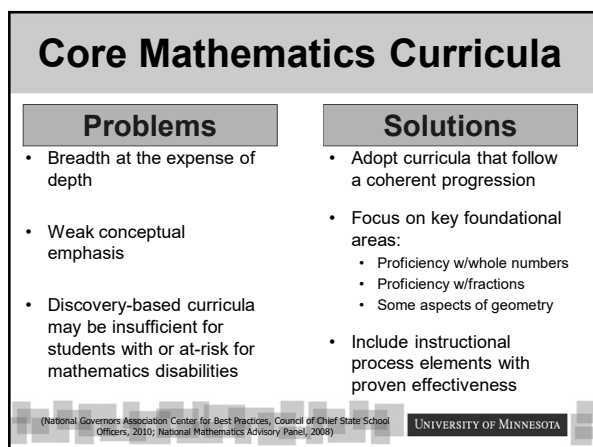 Core Mathematics Curricula
Problems
• Breadth at the expense of
depth
• Weak conceptual
emphasis
• Discovery-based curricula
may be insufficient for
students with or at-risk for
mathematics disabilities
Solutions
• Adopt curricula that follow
a coherent progression
• Focus on key foundational
areas:
• Proficiency w/whole numbers
• Proficiency w/fractions
• Some aspects of geometry
• Include instructional
process elements with
proven effectiveness
(National Governors Association Center for Best Practices, Council of Chief State School
Officers, 2010; National Mathematics Advisory Panel, 2008)
UNIVERSITY OF MINNESOTA